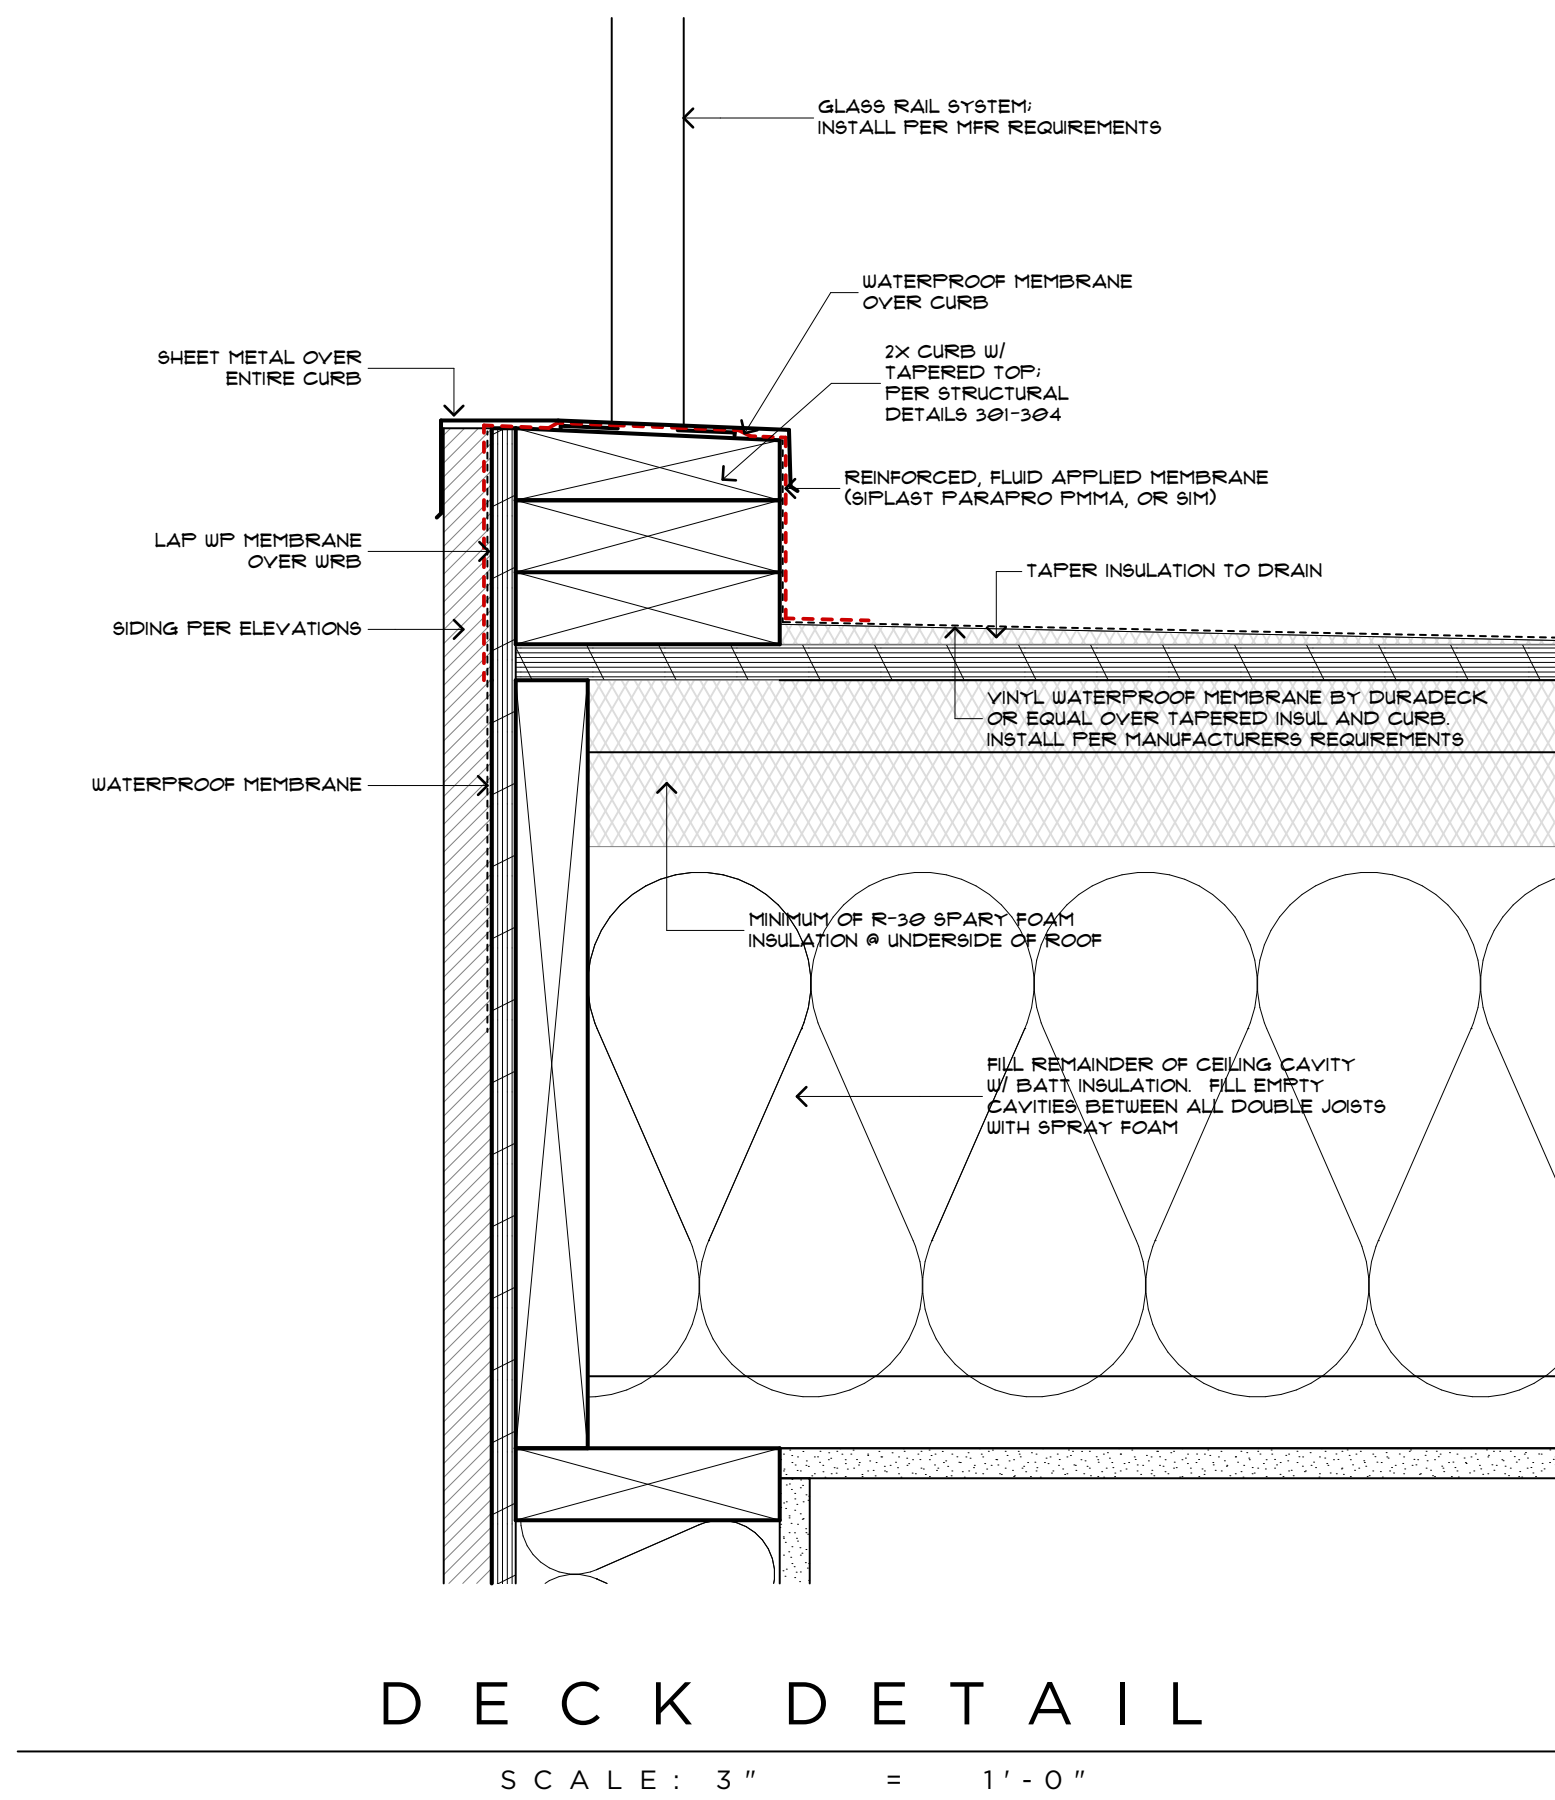 GLASS RAIL SYSTEM;
INSTALL PER MFR REQUIREMENTS
WATERPROOF MEMBRANE
OVER CURB
2X CURB W/
TAPERED TOP;
PER STRUCTURAL
DETAILS 301-304
SHEET METAL OVER
ENTIRE CURB
REINFORCED, FLUID APPLIED MEMBRANE
(SIPLAST PARAPRO PMMA, OR SIM)
LAP WP MEMBRANE
OVER WRB
TAPER INSULATION TO DRAIN
SIDING PER ELEVATIONS
VINYL WATERPROOF MEMBRANE BY DURADECK
OR EQUAL OVER TAPERED INSUL AND CURB.
INSTALL PER MANUFACTURERS REQUIREMENTS
WATERPROOF MEMBRANE
MINIMUM OF R-30 SPARY FOAM
INSULATION @ UNDERSIDE OF ROOF
FILL REMAINDER OF CEILING CAVITY
W/ BATT INSULATION. FILL EMPTY
CAVITIES BETWEEN ALL DOUBLE JOISTS
WITH SPRAY FOAM
DECK DETAIL
SCALE: 3" = 1'-0"